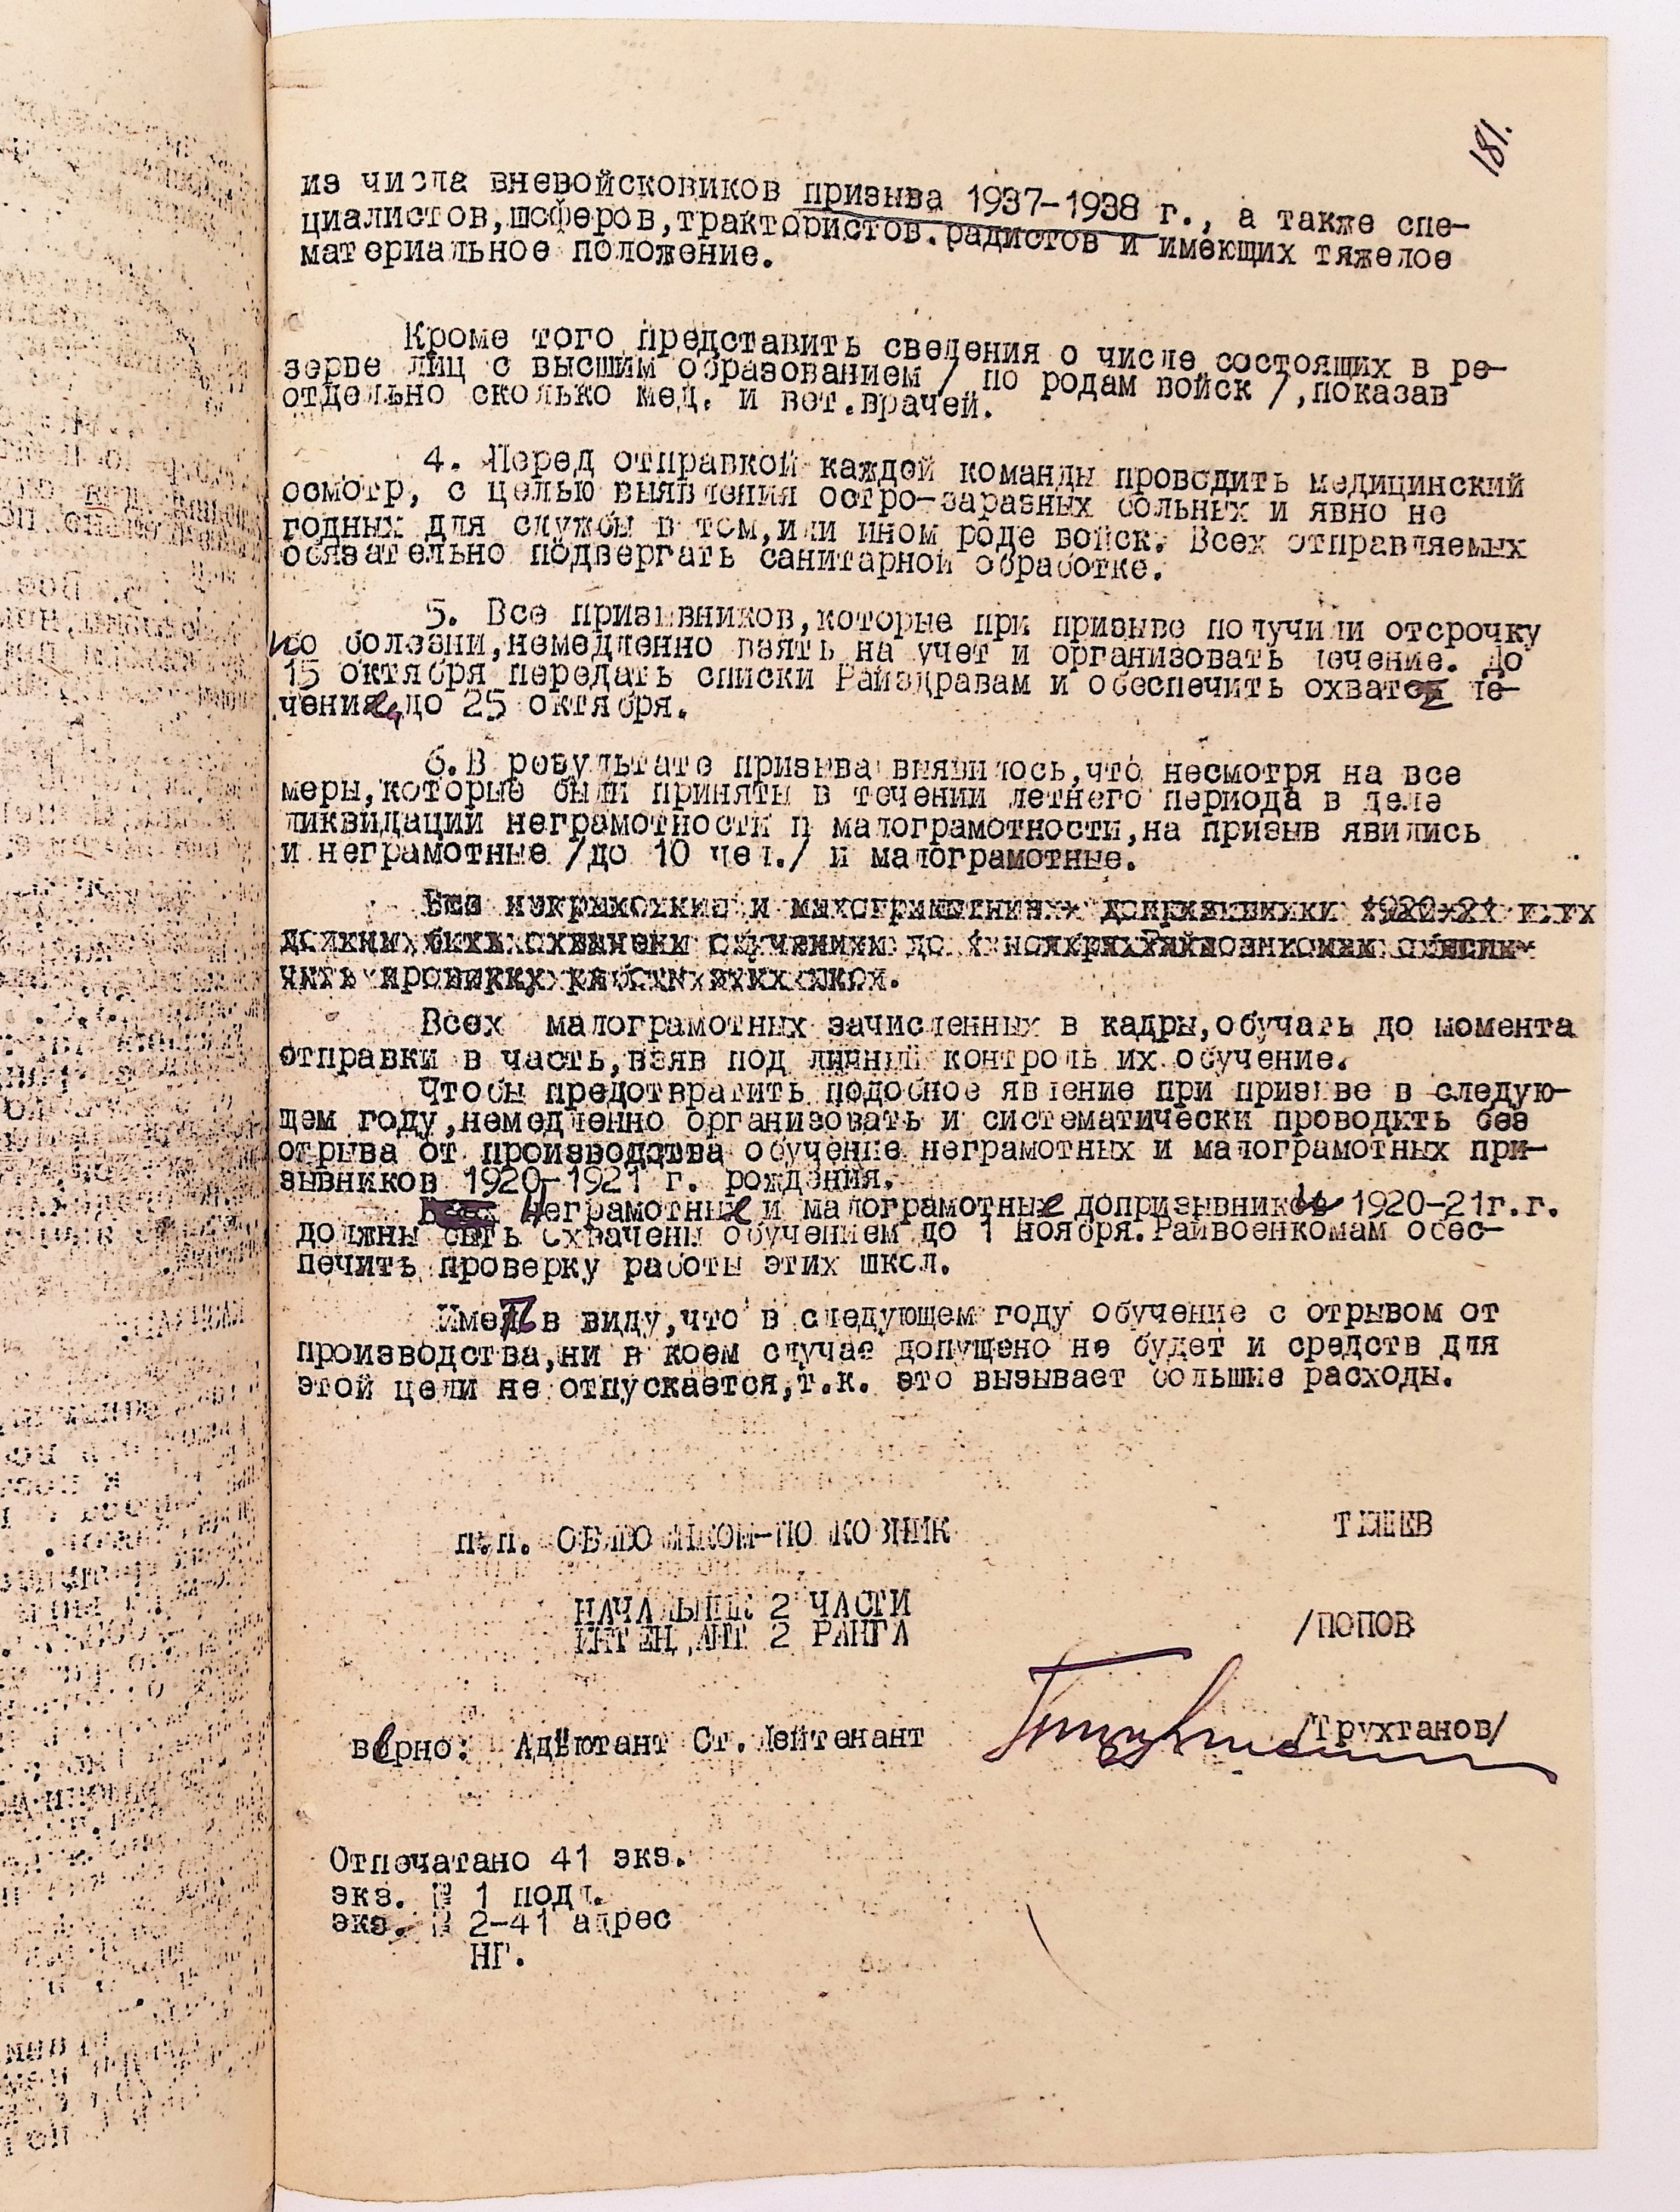 181.
из числа вневойсковиков призыва 1937-1938 г., а также спе-
циалистов,шоферов,трактористов.радистов и имеющих тяжелое
материальное положение.
Кроме того представить сведения о числе состоящих в ре-
зерве лиц с высшим образованием / по родам войск /,показав
отдельно сколько мед. и вет.врачей.
4. Перед отправкой каждой команды проводить медицинский
осмотр, с целью выявления остро-заразных больных и явно не
годных для службы в том,или ином роде войск. Всех отправляемых
обязательно подвергать санитарной обработке.
5. Все призывников,которые при призыве получили отсрочку
по болезни,немедленно взять на учет и организовать лечение. До
15 октября передать списки Райздравам и обеспечить охват ле-
чения, до 25 октября.
6.В результате призыва выявилось,что несмотря на все
меры,которые были приняты в течении летнего периода в деле
ликвидации неграмотности и малограмотности,на призыв явились
и неграмотные /до 10 чел./ и малограмотные.
Всех малограмотных зачисленных в кадры,обучать до момента
отправки в часть,взяв под личный контроль их обучение.
Чтобы предотвратить подобное явление при призыве в следую-
щем году,немедленно организовать и систематически проводить без
отрыва от производства обучение неграмотных и малограмотных при-
зывников 1920-1921 г. рождения.
Неграмотные и малограмотные допризывники 1920-21г.г.
должны быть охвачены обучением до 1 ноября.Райвоенкомам обес-
печить проверку работы этих школ.
Имел в виду,что в следующем году обучение с отрывом от
производства,ни в коем случае допущено не будет и средств для
этой цели не отпускается,т.к. это вызывает большие расходы.
п.п. ОБЛВОЕНКОМ-ПОЛКОВНИК
НАЧАЛЬНИК 2 ЧАСТИ
ИНТЕНДАНТ 2 РАНГА /ПОПОВ
верно: Адъютант Ст.Лейтенант /Трухтанов/
Отпечатано 41 экз.
экз. № 1 подл.
экз. № 2-41 адрес
НГ.